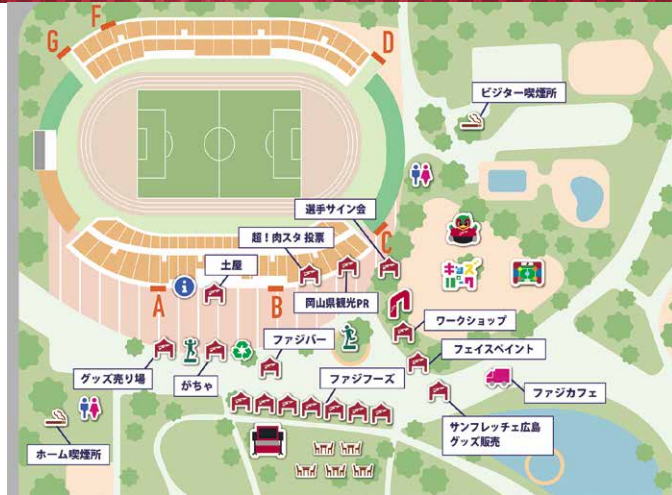 F
G
D
ビジター喫煙所
選手サイン会
超！肉スタ 投票
C
土屋
キッズパーク
A
B
岡山県観光PR
ワークショップ
ファジバー
フェイスペイント
グッズ売り場
がちゃ
ファジフーズ
ファジカフェ
サンフレッチェ広島
グッズ販売
ホーム喫煙所